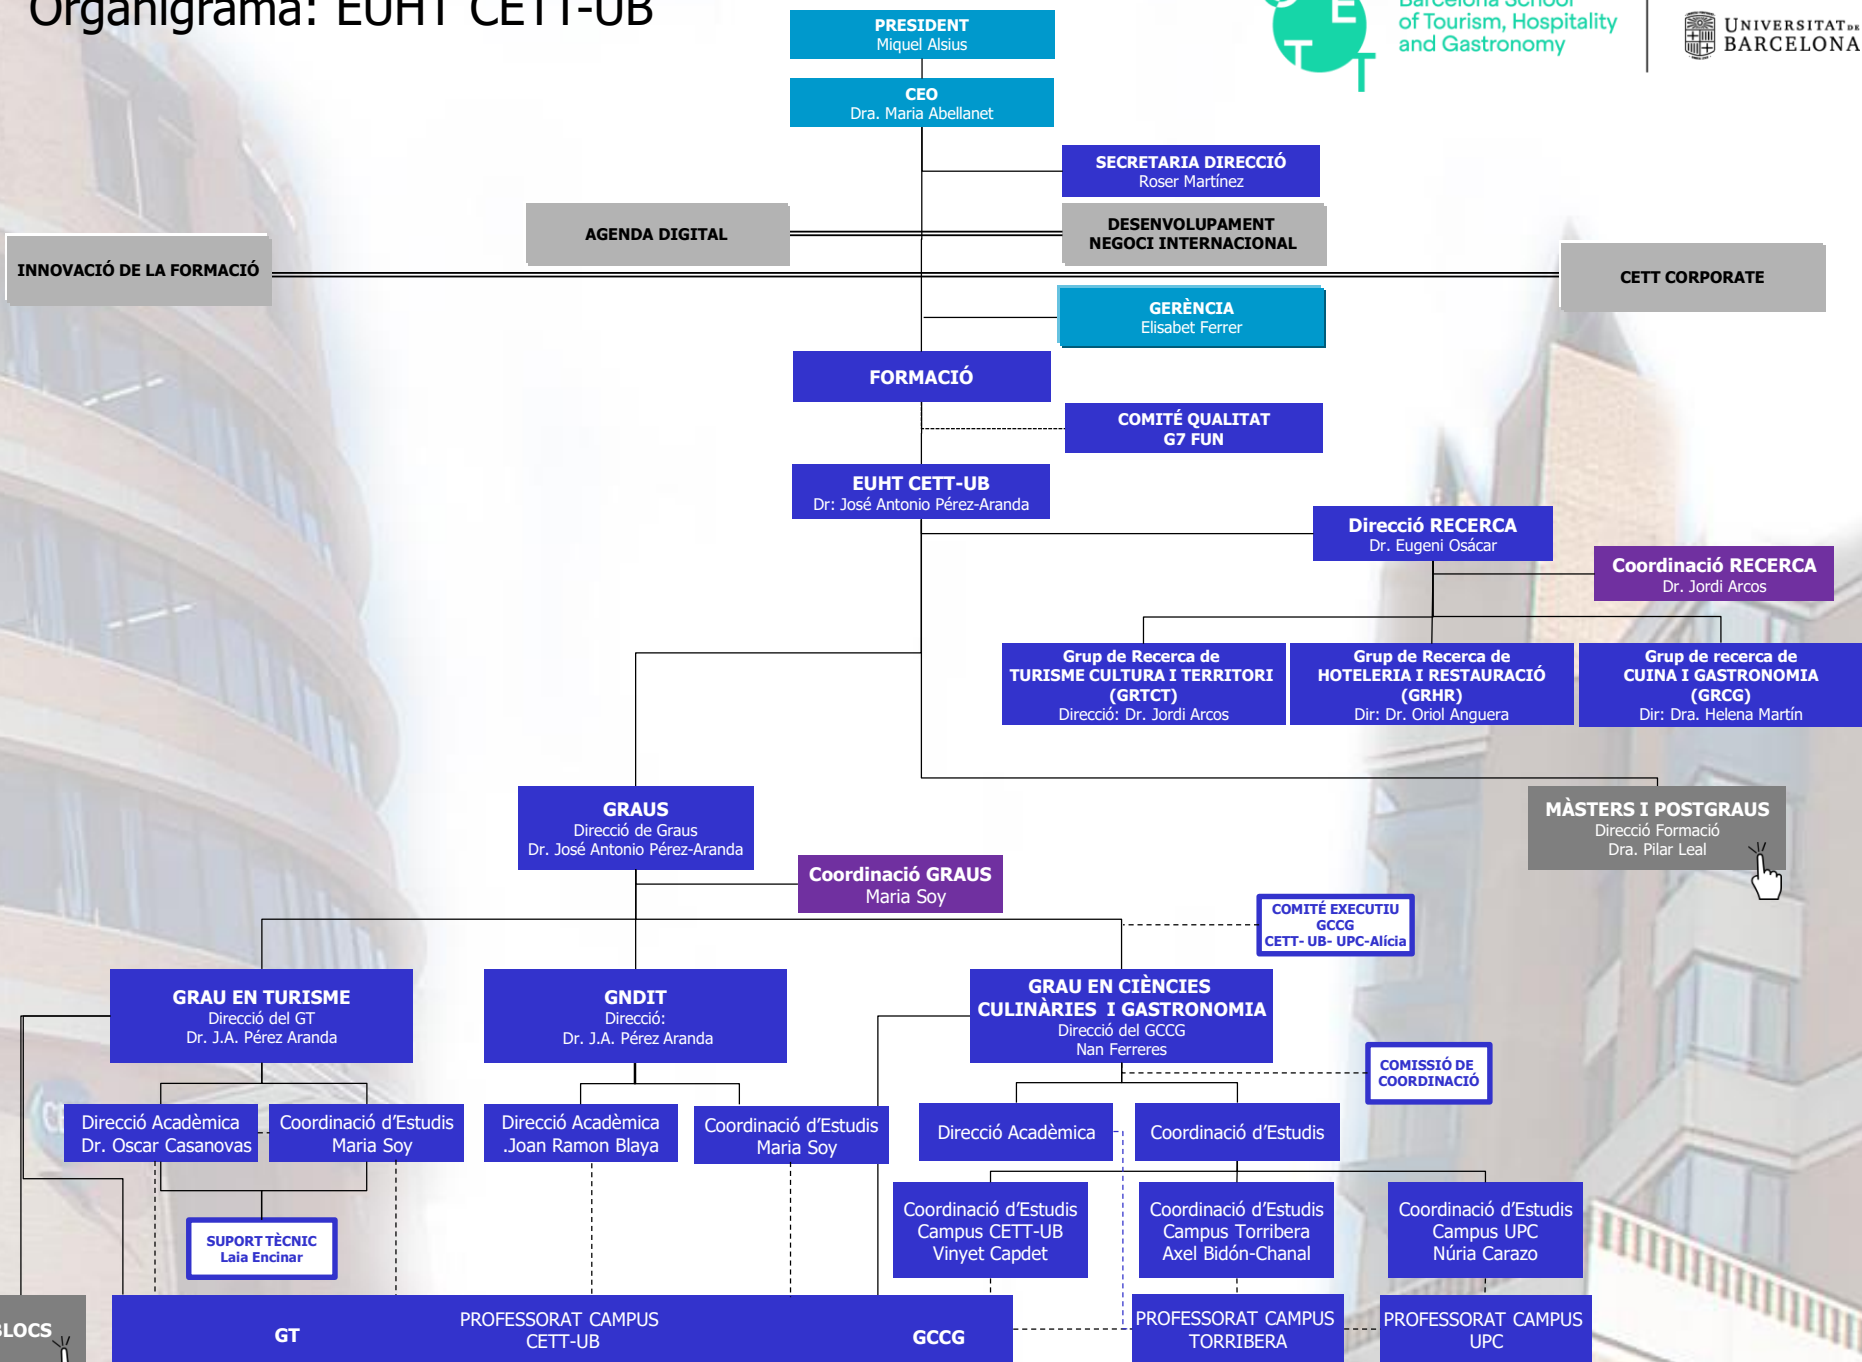 Organigrama: EUHT CETT-UB
PRESIDENT
Miquel Alsius
Barcelona School
of Tourism, Hospitality
and Gastronomy
UNIVERSITAT DE
BARCELONA
CEO
Dra. Maria Abellanet
SECRETARIA DIRECCIÓ
Roser Martínez
AGENDA DIGITAL
DESENVOLUPAMENT
NEGOCI INTERNACIONAL
INNOVACIÓ DE LA FORMACIÓ
CETT CORPORATE
GERÈNCIA
Elisabet Ferrer
FORMACIÓ
COMITÉ QUALITAT
G7 FUN
EUHT CETT-UB
Dr: José Antonio Pérez-Aranda
Direcció RECERCA
Dr. Eugeni Osácar
Coordinació RECERCA
Dr. Jordi Arcos
Grup de Recerca de
TURISME CULTURA I TERRITORI
(GRTCT)
Direcció: Dr. Jordi Arcos
Grup de Recerca de
HOTELERIA I RESTAURACIÓ
(GRHR)
Dir: Dr. Oriol Anguera
Grup de recerca de
CUINA I GASTRONOMIA
(GRCG)
Dir: Dra. Helena Martín
GRAUS
Direcció de Graus
Dr. José Antonio Pérez-Aranda
MÀSTERS I POSTGRAUS
Direcció Formació
Dra. Pilar Leal
Coordinació GRAUS
Maria Soy
COMITÉ EXECUTIU
GCCG
CETT- UB- UPC-Alícia
GRAU EN TURISME
Direcció del GT
Dr. J.A. Pérez Aranda
GNDIT
Direcció:
Dr. J.A. Pérez Aranda
GRAU EN CIÈNCIES
CULINÀRIES I GASTRONOMIA
Direcció del GCCG
Nan Ferreres
COMISSIÓ DE
COORDINACIÓ
Direcció Acadèmica
Dr. Oscar Casanovas
Coordinació d'Estudis
Maria Soy
Direcció Acadèmica
.Joan Ramon Blaya
Coordinació d'Estudis
Maria Soy
Direcció Acadèmica
Coordinació d'Estudis
Coordinació d'Estudis
Campus CETT-UB
Vinyet Capdet
Coordinació d'Estudis
Campus Torribera
Axel Bidón-Chanal
Coordinació d'Estudis
Campus UPC
Núria Carazo
SUPORT TÈCNIC
Laia Encinar
BLOCS
GT
PROFESSORAT CAMPUS
CETT-UB
GCCG
PROFESSORAT CAMPUS
TORRIBERA
PROFESSORAT CAMPUS
UPC